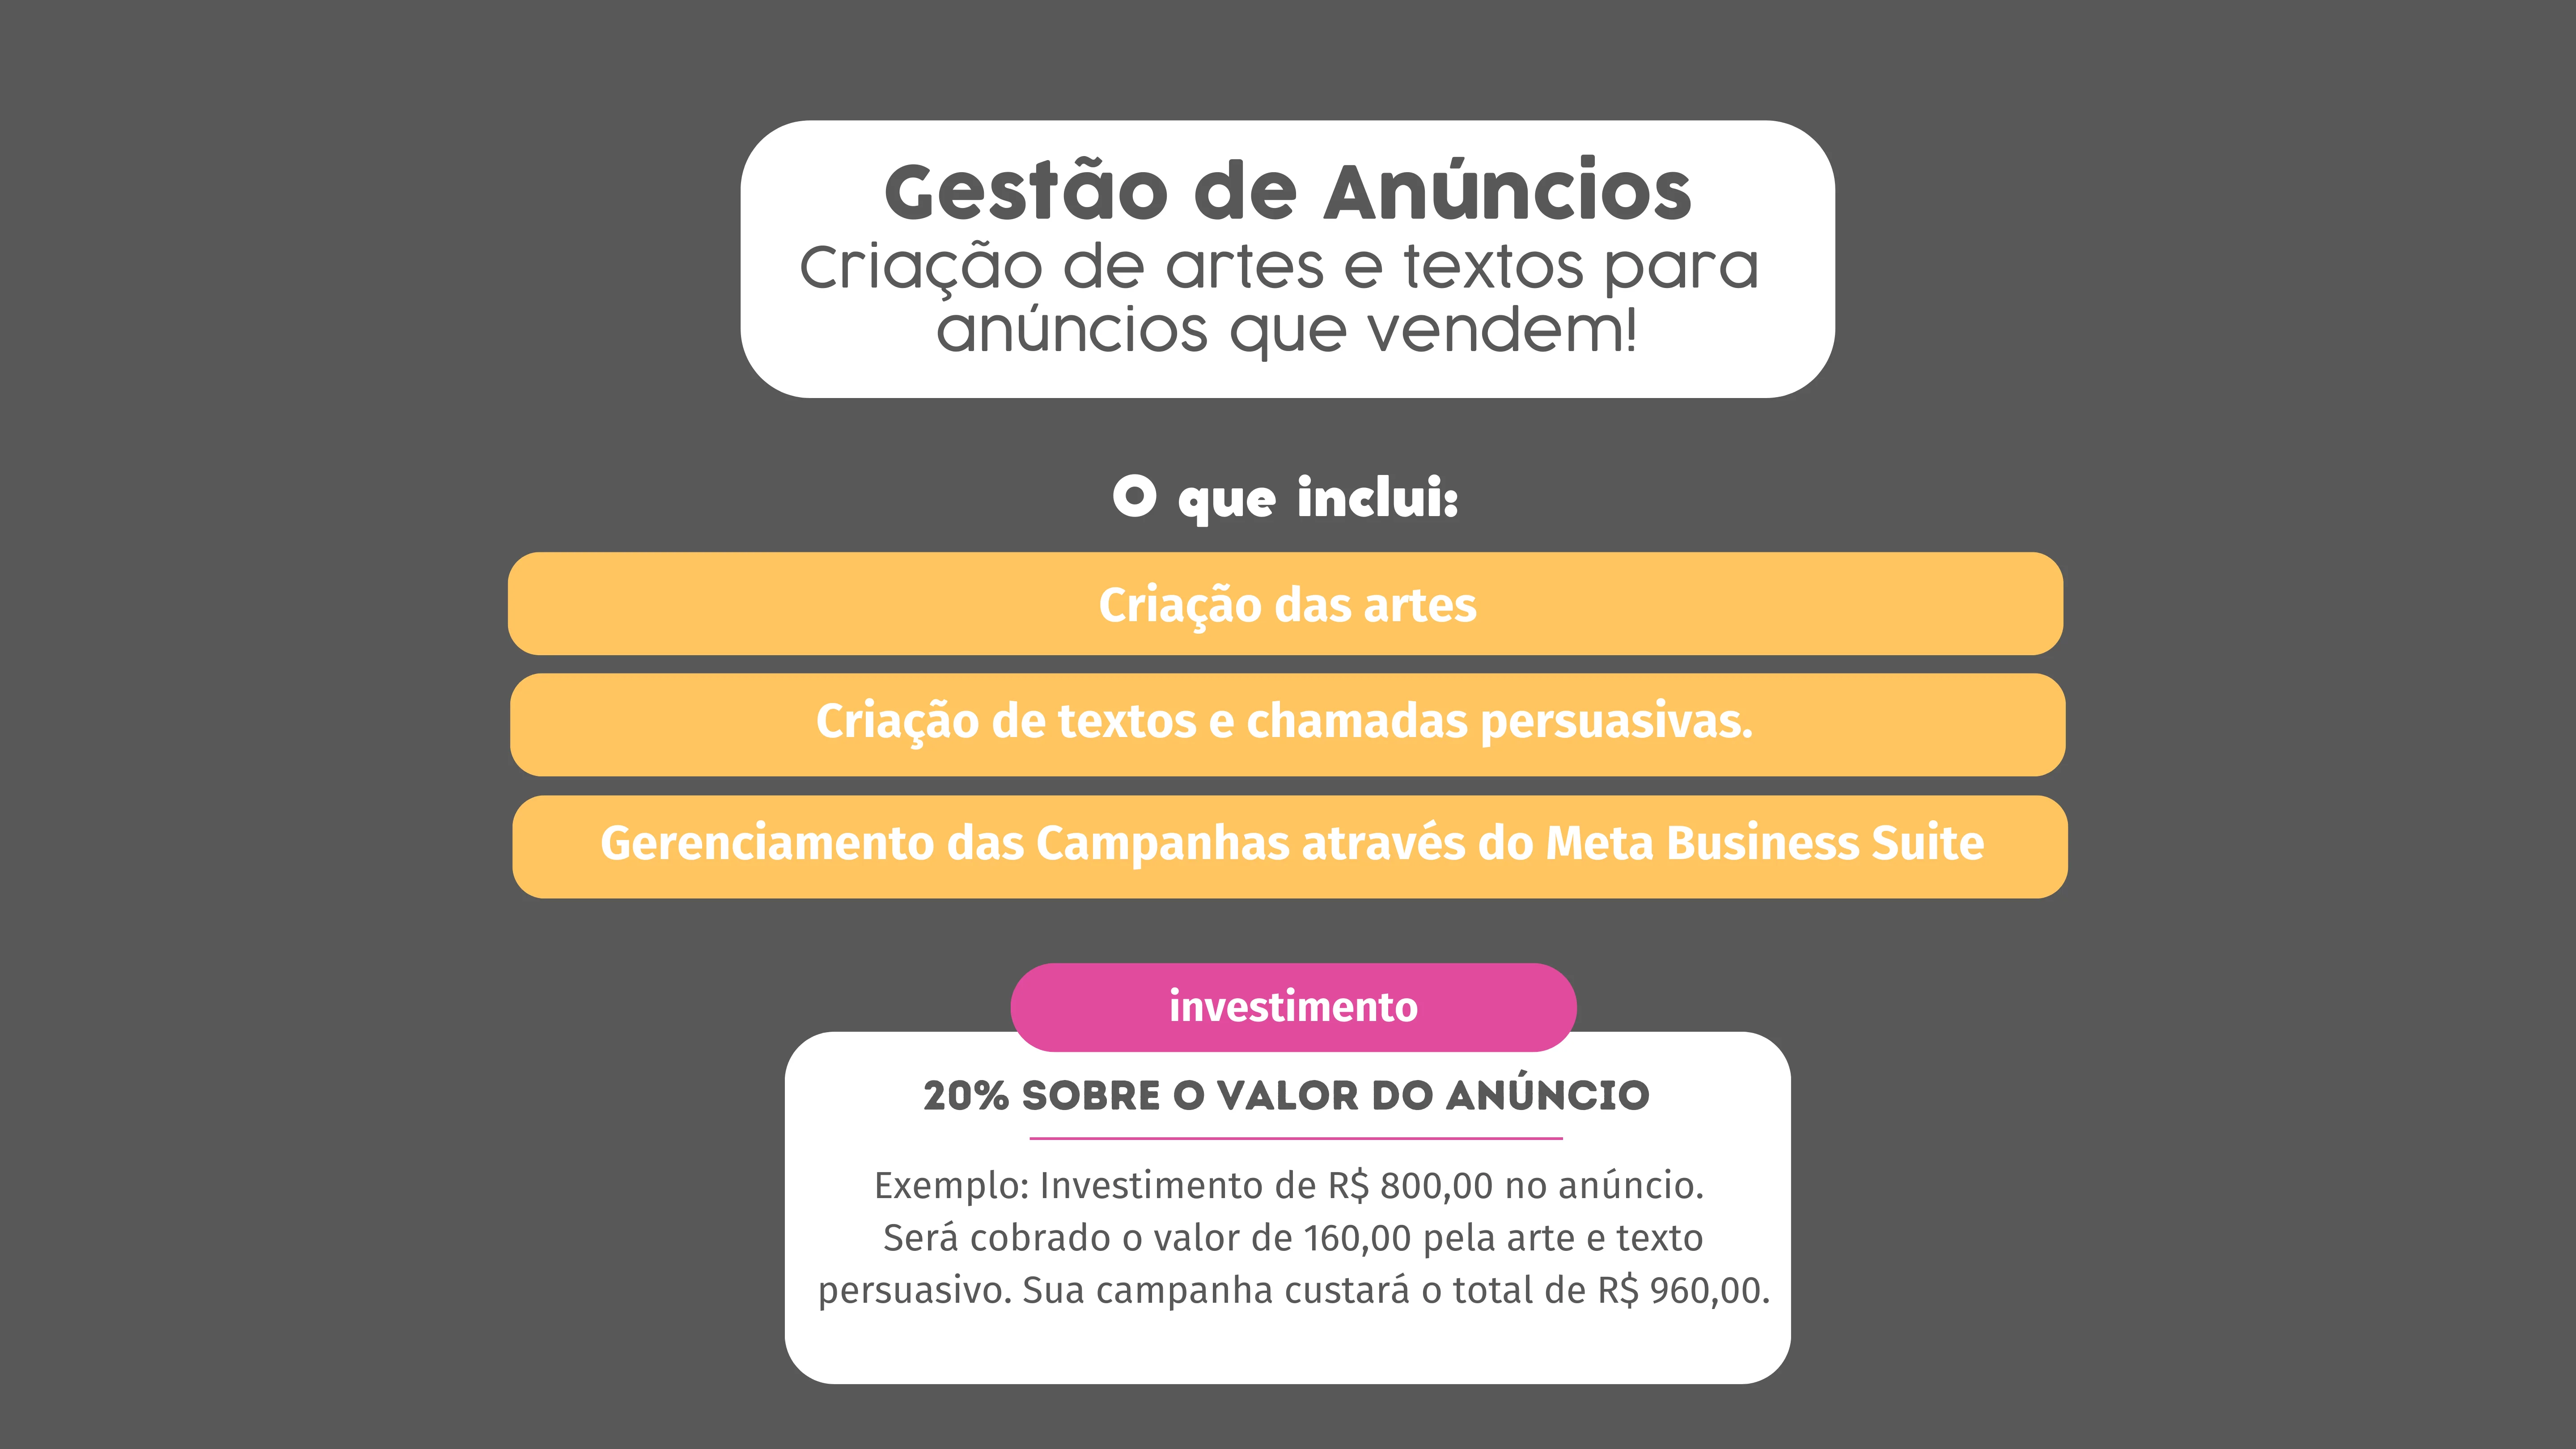 Gestão de Anúncios
Criação de artes e textos para
anúncios que vendem!
O que inclui:
Criação das artes
Criação de textos e chamadas persuasivas.
Gerenciamento das Campanhas através do Meta Business Suite
investimento
20% SOBRE O VALOR DO ANÚNCIO
Exemplo: Investimento de R$ 800,00 no anúncio.
Será cobrado o valor de 160,00 pela arte e texto
persuasivo. Sua campanha custará o total de R$ 960,00.